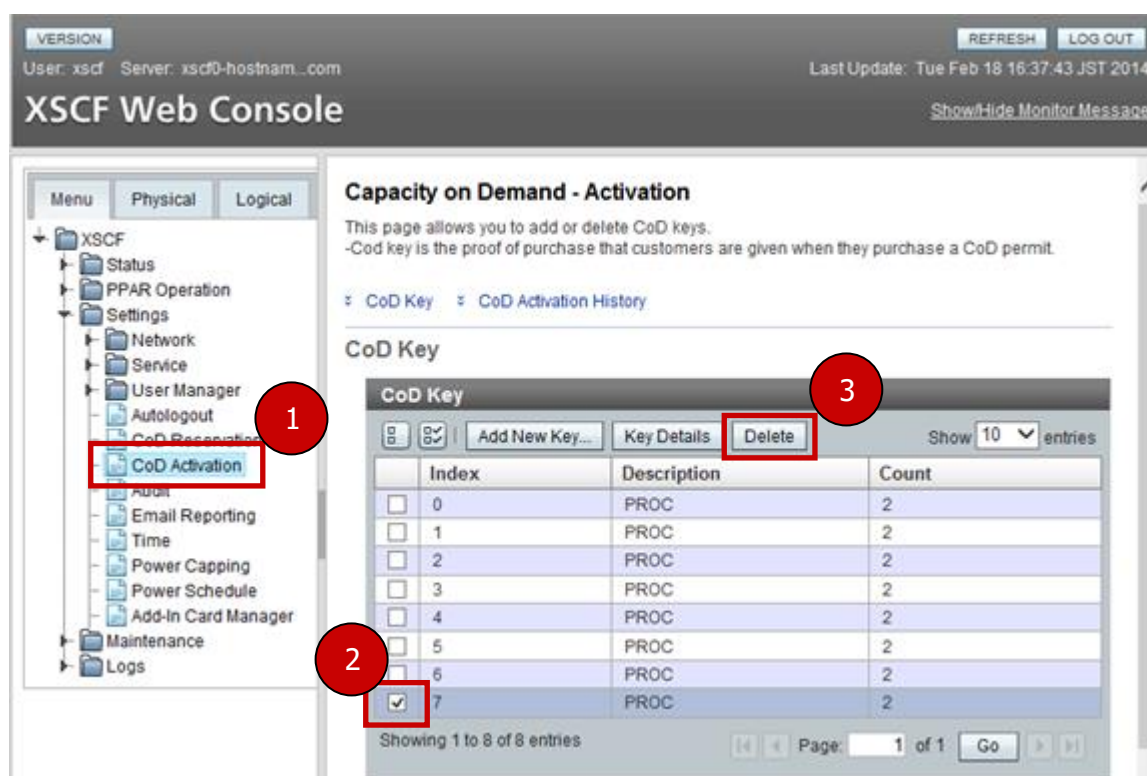 VERSION
REFRESH LOG OUT
User: xscf Server: xscf0-hostnam...com
Last Update: Tue Feb 18 16:37:43 JST 2014
XSCF Web Console
Show/Hide Monitor Message
Menu Physical Logical
XSCF
Status
PPAR Operation
Settings
Network
Service
User Manager
Autologout
CoD Reservation
CoD Activation
Audit
Email Reporting
Time
Power Capping
Power Schedule
Add-In Card Manager
Maintenance
Logs
1
Capacity on Demand - Activation
This page allows you to add or delete CoD keys.
-Cod key is the proof of purchase that customers are given when they purchase a CoD permit.
CoD Key CoD Activation History
CoD Key
3
CoD Key
Add New Key... Key Details Delete Show 10 entries
Index Description Count
0 PROC 2
1 PROC 2
2 PROC 2
3 PROC 2
4 PROC 2
5 PROC 2
2
6 PROC 2
7 PROC 2
Showing 1 to 8 of 8 entries Page: 1 of 1 Go